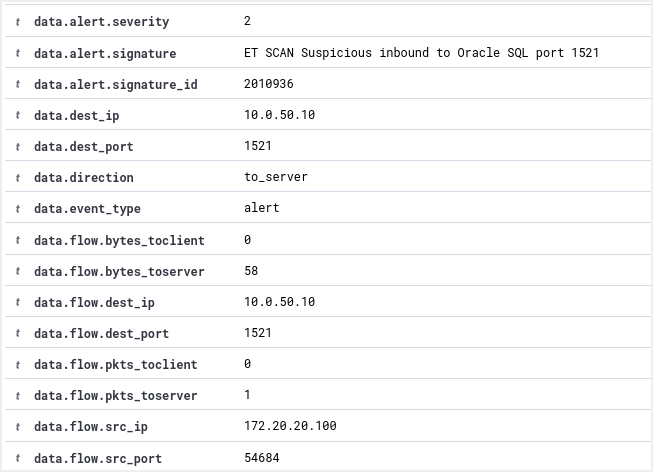 t data.alert.severity 2
t data.alert.signature ET SCAN Suspicious inbound to Oracle SQL port 1521
t data.alert.signature_id 2010936
t data.dest_ip 10.0.50.10
t data.dest_port 1521
t data.direction to_server
t data.event_type alert
t data.flow.bytes_toclient 0
t data.flow.bytes_toserver 58
t data.flow.dest_ip 10.0.50.10
t data.flow.dest_port 1521
t data.flow.pkts_toclient 0
t data.flow.pkts_toserver 1
t data.flow.src_ip 172.20.20.100
t data.flow.src_port 54684